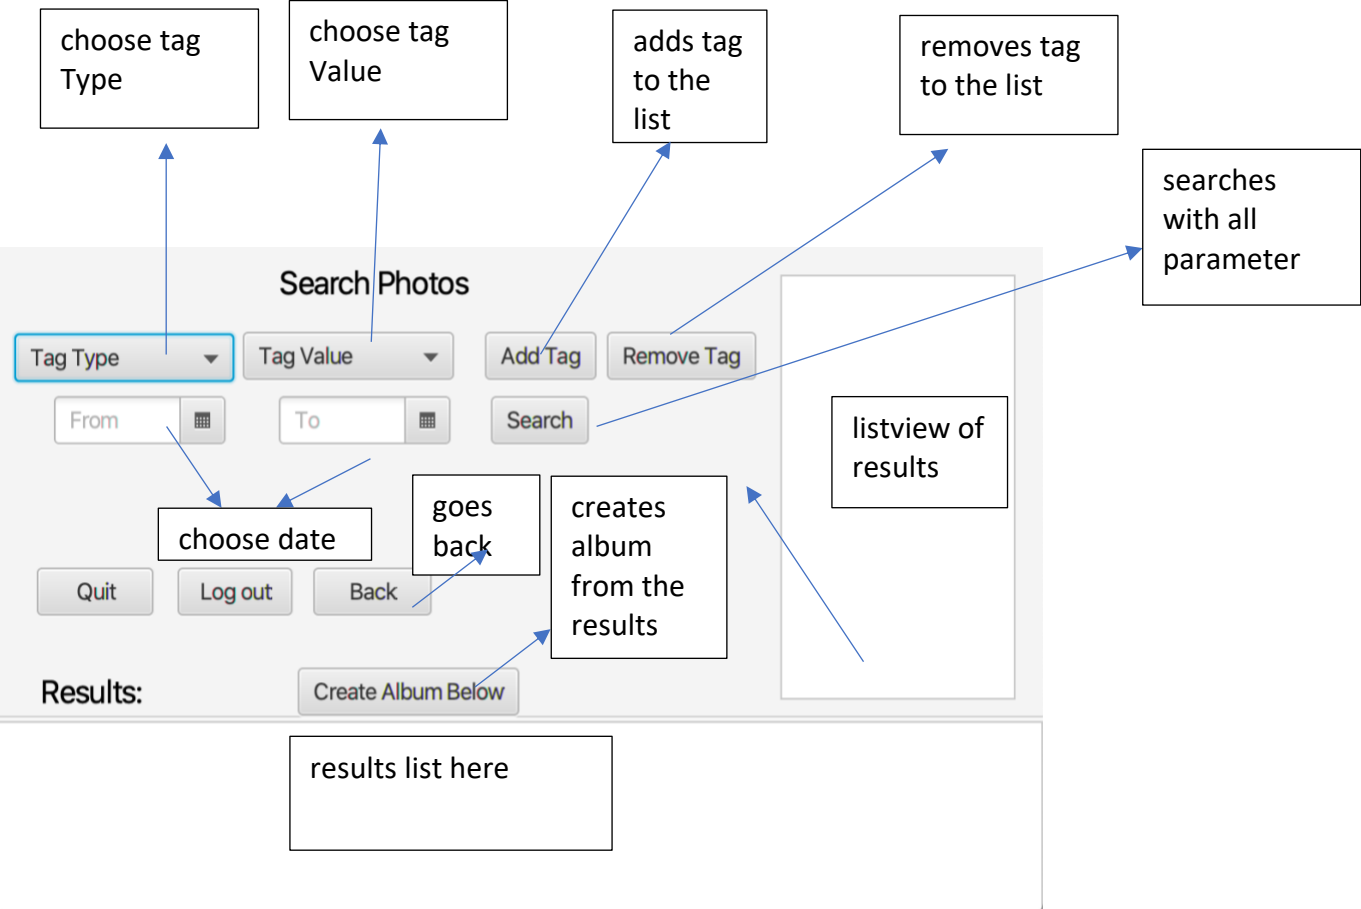 choose tag
Type
choose tag
Value
adds tag
to the
list
removes tag
to the list
searches
with all
parameter
Search Photos
Tag Type
Tag Value
Add Tag
Remove Tag
From
To
Search
listview of
results
choose date
goes
back
creates
album
from the
results
Quit
Log out
Back
Results:
Create Album Below
results list here